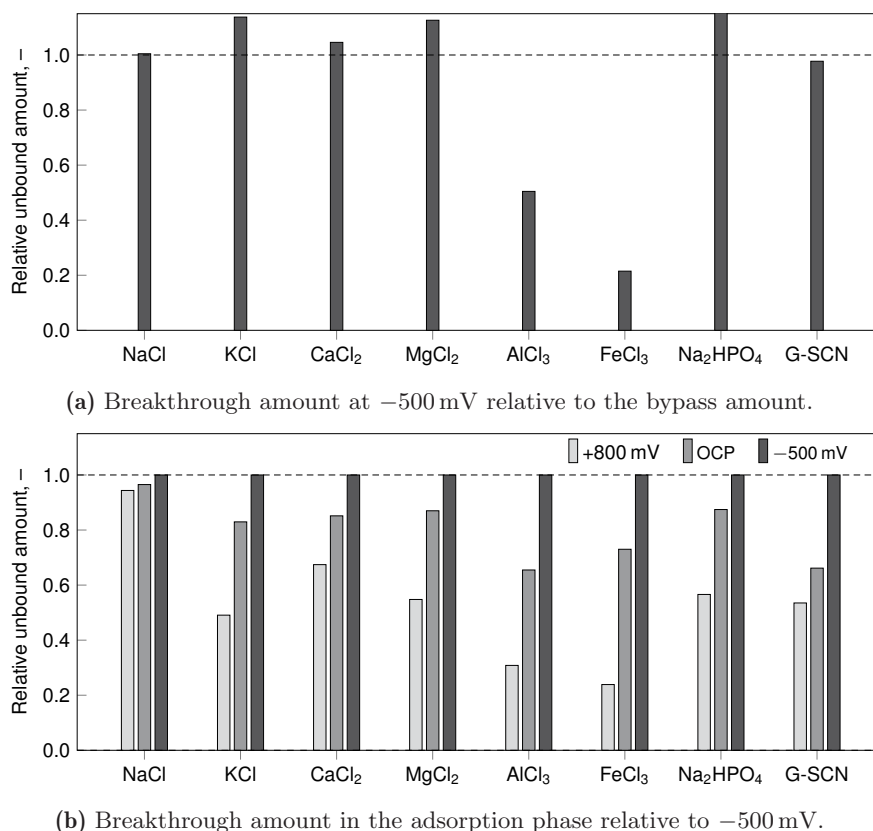 Relative unbound amount, –
1.0
0.8
0.6
0.4
0.2
0.0
NaCl KCl CaCl₂ MgCl₂ AlCl₃ FeCl₃ Na₂HPO₄ G-SCN
(a) Breakthrough amount at −500 mV relative to the bypass amount.
Relative unbound amount, –
+800 mV OCP −500 mV
1.0
0.8
0.6
0.4
0.2
0.0
NaCl KCl CaCl₂ MgCl₂ AlCl₃ FeCl₃ Na₂HPO₄ G-SCN
(b) Breakthrough amount in the adsorption phase relative to −500 mV.